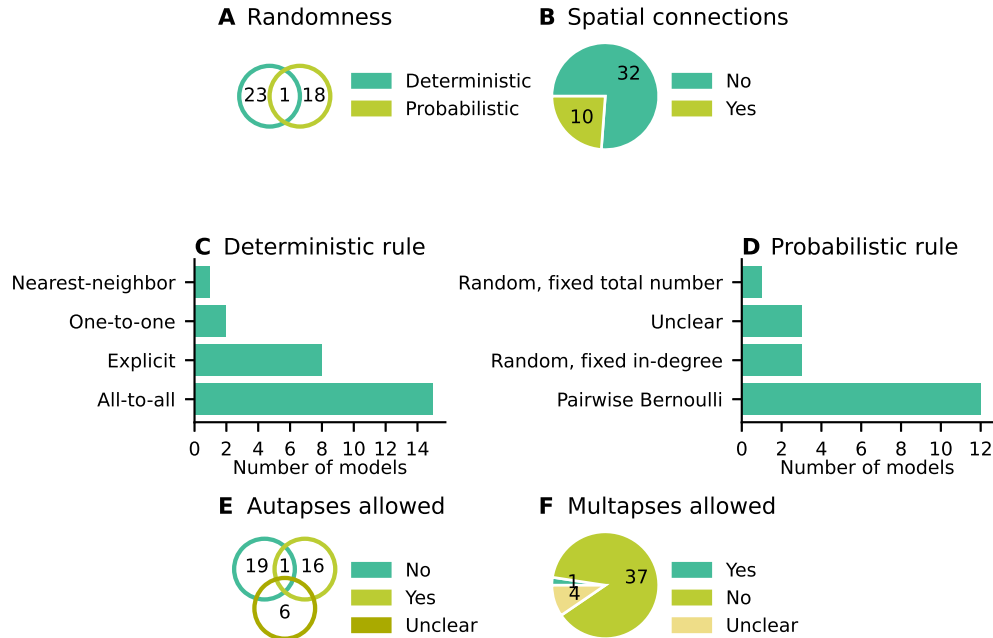 A Randomness
23 1 18
Deterministic
Probabilistic
B Spatial connections
32
10
No
Yes
C Deterministic rule
Nearest-neighbor
One-to-one
Explicit
All-to-all
0 2 4 6 8 10 12 14
Number of models
D Probabilistic rule
Random, fixed total number
Unclear
Random, fixed in-degree
Pairwise Bernoulli
0 2 4 6 8 10 12
Number of models
E Autapses allowed
19 1 16
6
No
Yes
Unclear
F Multapses allowed
1
37
4
Yes
No
Unclear